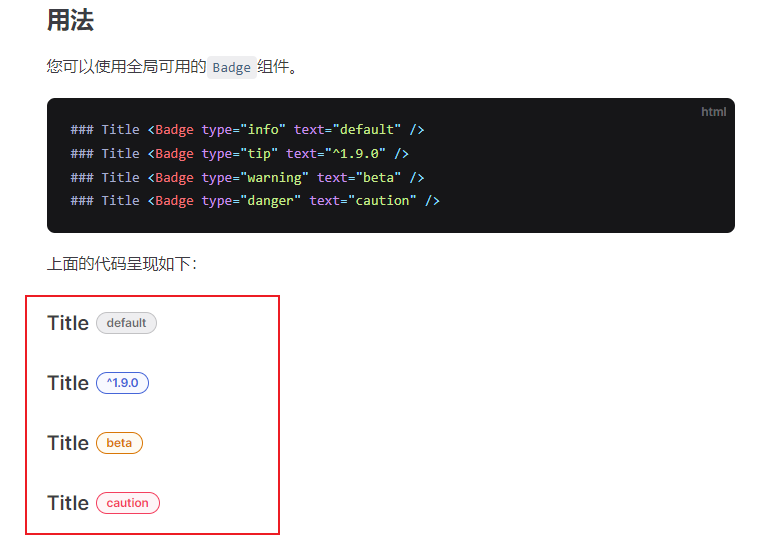 用法
您可以使用全局可用的 Badge 组件。
html
### Title <Badge type="info" text="default" />
### Title <Badge type="tip" text="^1.9.0" />
### Title <Badge type="warning" text="beta" />
### Title <Badge type="danger" text="caution" />
上面的代码呈现如下：
Title default
Title ^1.9.0
Title beta
Title caution